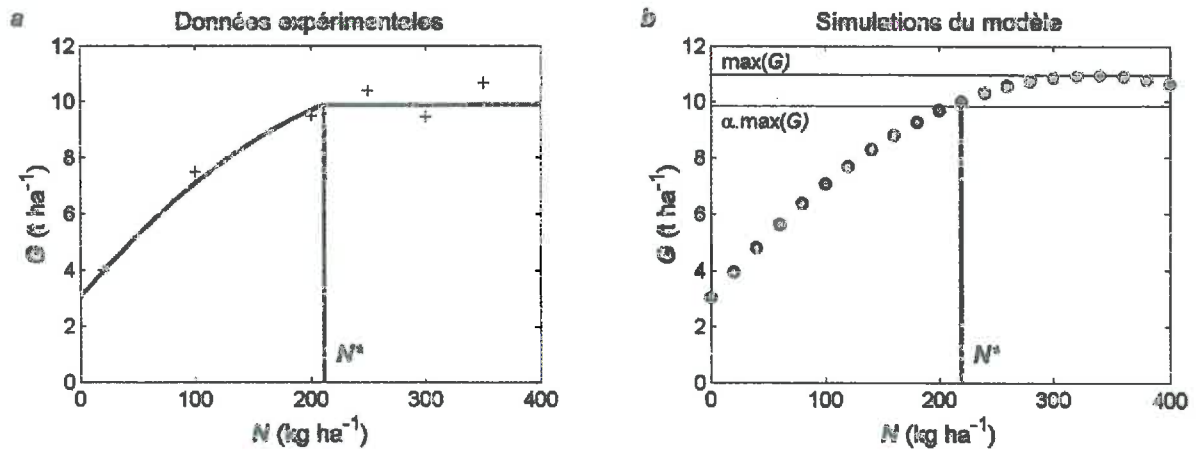 a
Données expérimentales
12
10
8
6
4
2
0
G (t ha⁻¹)
N*
0 100 200 300 400
N (kg ha⁻¹)
b
Simulations du modèle
12
max(G)
10
α.max(G)
8
6
4
2
0
G (t ha⁻¹)
N*
0 100 200 300 400
N (kg ha⁻¹)